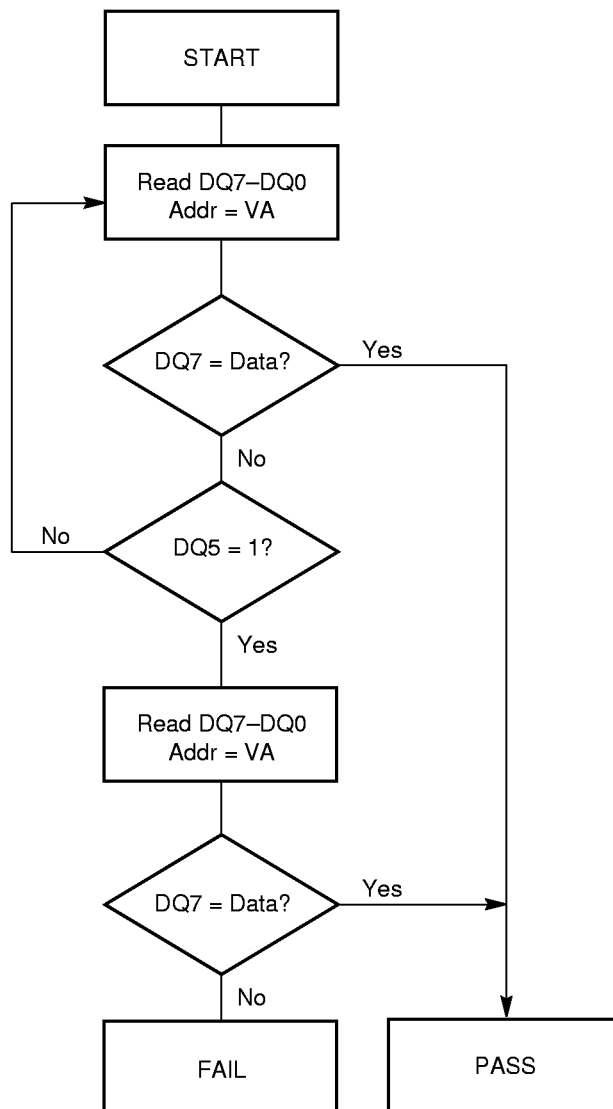 START
Read DQ7–DQ0
Addr = VA
DQ7 = Data?
Yes
No
No
DQ5 = 1?
Yes
Read DQ7–DQ0
Addr = VA
DQ7 = Data?
Yes
No
FAIL
PASS